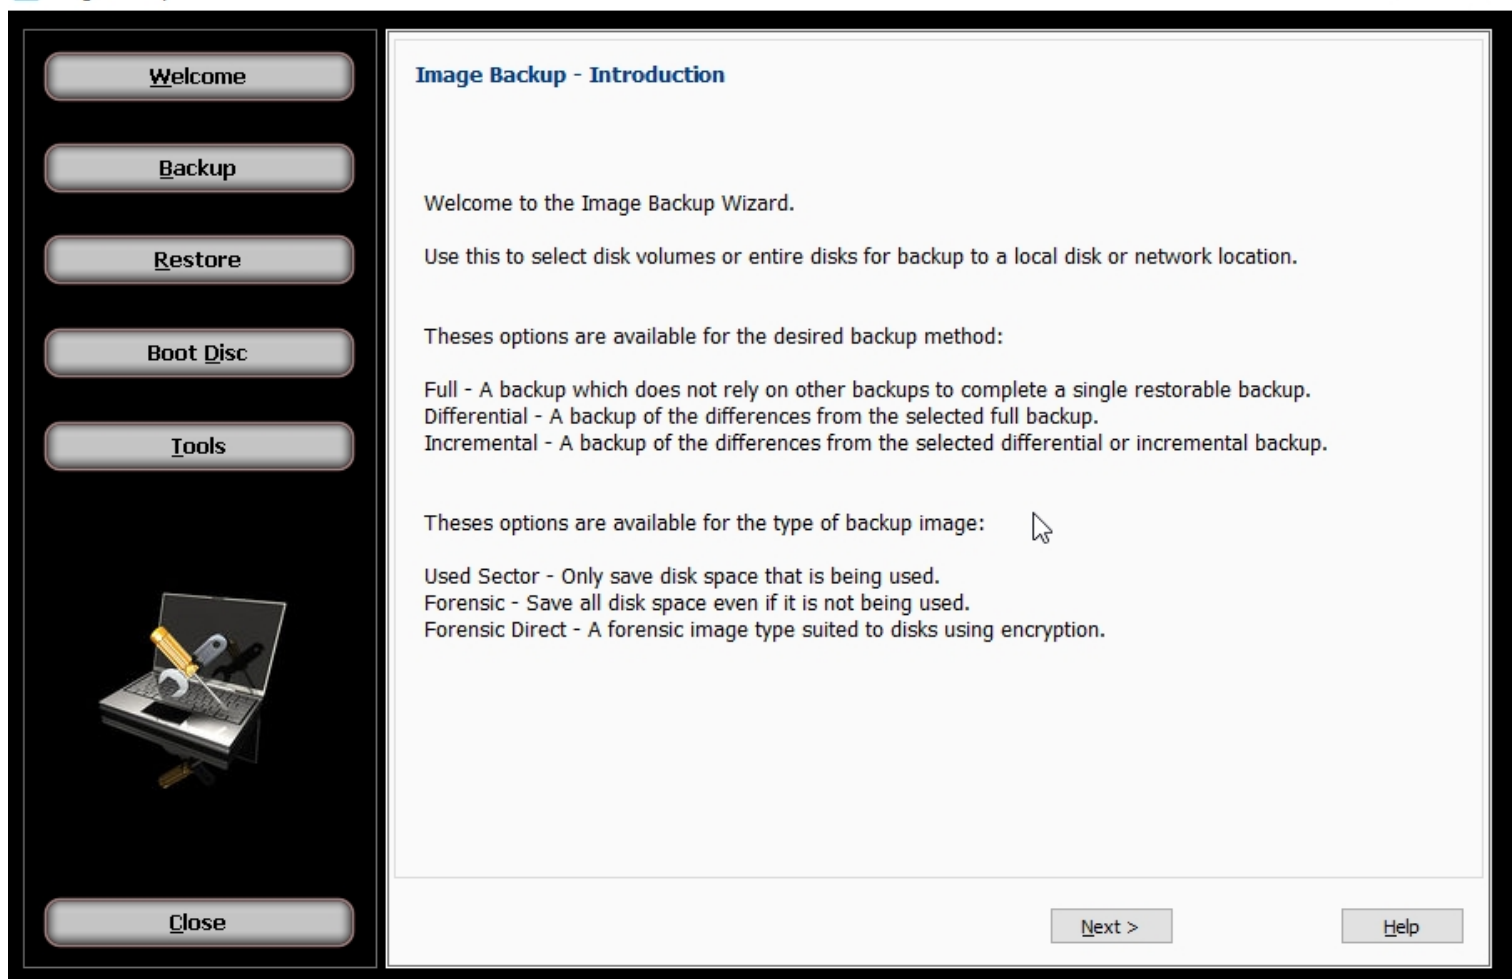 Welcome
Backup
Restore
Boot Disc
Tools
Close
Image Backup - Introduction
Welcome to the Image Backup Wizard.
Use this to select disk volumes or entire disks for backup to a local disk or network location.
Theses options are available for the desired backup method:
Full - A backup which does not rely on other backups to complete a single restorable backup.
Differential - A backup of the differences from the selected full backup.
Incremental - A backup of the differences from the selected differential or incremental backup.
Theses options are available for the type of backup image:
Used Sector - Only save disk space that is being used.
Forensic - Save all disk space even if it is not being used.
Forensic Direct - A forensic image type suited to disks using encryption.
Next >
Help